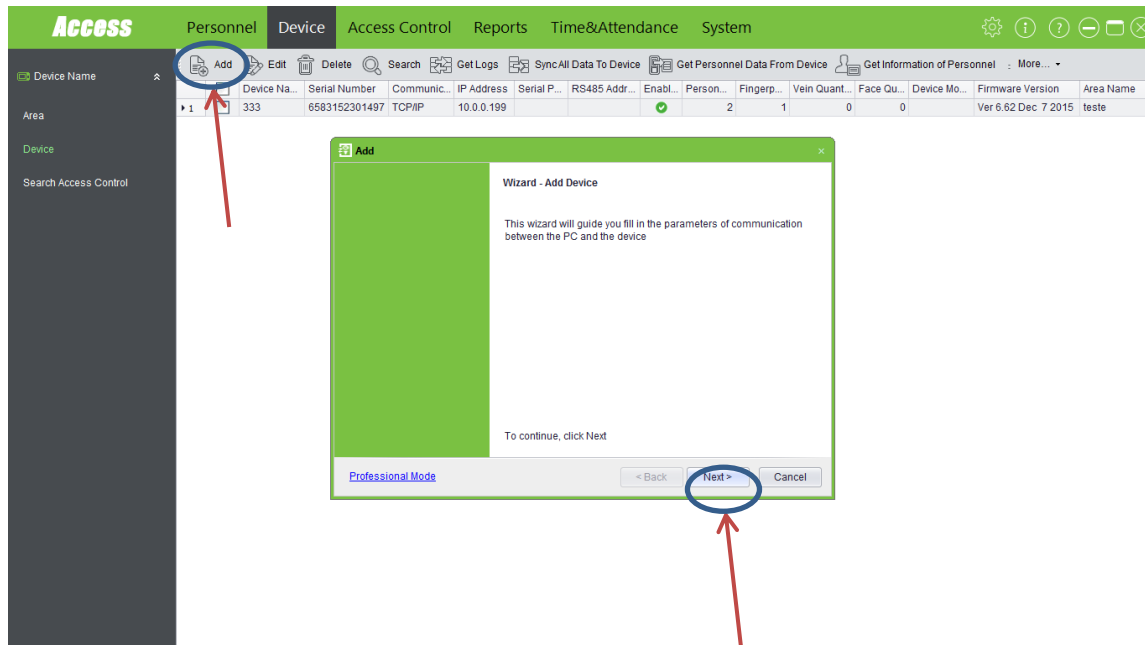 Access
Personnel Device Access Control Reports Time&Attendance System
Device Name
Area
Device
Search Access Control
Add Edit Delete Search Get Logs Sync All Data To Device Get Personnel Data From Device Get Information of Personnel : More...
Device Na... Serial Number Communic... IP Address Serial P... RS485 Addr... Enabl... Person... Fingerp... Vein Quant... Face Qu... Device Mo... Firmware Version Area Name
1 333 6583152301497 TCP/IP 10.0.0.199 2 1 0 0 Ver 6.62 Dec 7 2015 teste
Add
Wizard - Add Device
This wizard will guide you fill in the parameters of communication
between the PC and the device
To continue, click Next
Professional Mode
< Back Next > Cancel